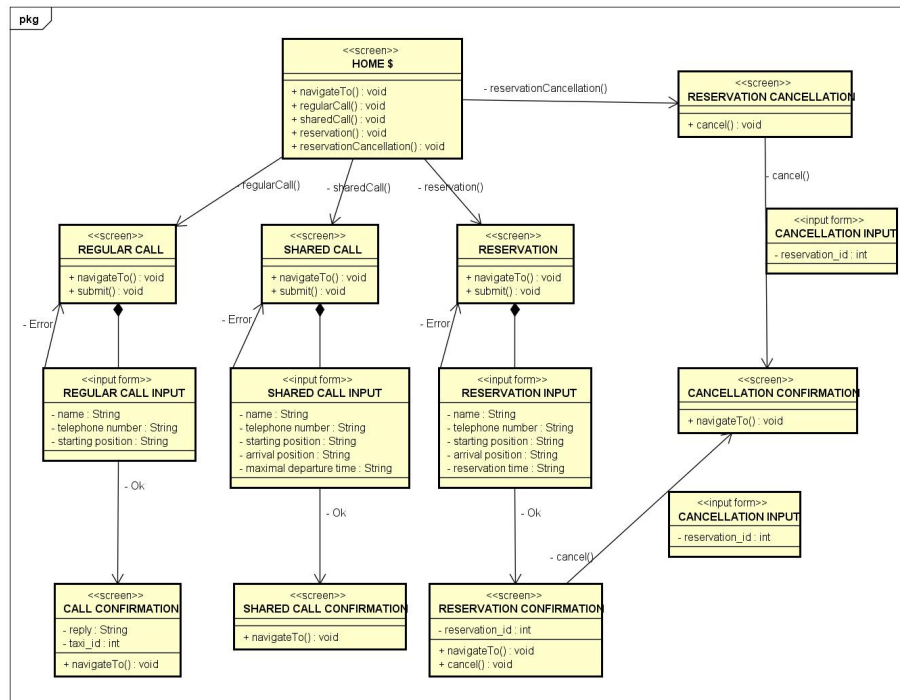 pkg
<<screen>>
HOME $
+ navigateTo() : void
+ regularCall() : void
+ sharedCall() : void
+ reservation() : void
+ reservationCancellation() : void
- reservationCancellation()
<<screen>>
RESERVATION CANCELLATION
+ cancel() : void
- regularCall()
- sharedCall()
- reservation()
- cancel()
<<screen>>
REGULAR CALL
+ navigateTo() : void
+ submit() : void
<<screen>>
SHARED CALL
+ navigateTo() : void
+ submit() : void
<<screen>>
RESERVATION
+ navigateTo() : void
+ submit() : void
<<input form>>
CANCELLATION INPUT
- reservation_id : int
- Error
- Error
- Error
<<input form>>
REGULAR CALL INPUT
- name : String
- telephone number : String
- starting position : String
<<input form>>
SHARED CALL INPUT
- name : String
- telephone number : String
- starting position : String
- arrival position : String
- maximal departure time : String
<<input form>>
RESERVATION INPUT
- name : String
- telephone number : String
- starting position : String
- arrival position : String
- reservation time : String
<<screen>>
CANCELLATION CONFIRMATION
+ navigateTo() : void
- Ok
- Ok
- Ok
<<input form>>
CANCELLATION INPUT
- reservation_id : int
- cancel()
<<screen>>
CALL CONFIRMATION
- reply : String
- taxi_id : int
+ navigateTo() : void
<<screen>>
SHARED CALL CONFIRMATION
+ navigateTo() : void
<<screen>>
RESERVATION CONFIRMATION
- reservation_id : int
+ navigateTo() : void
+ cancel() : void